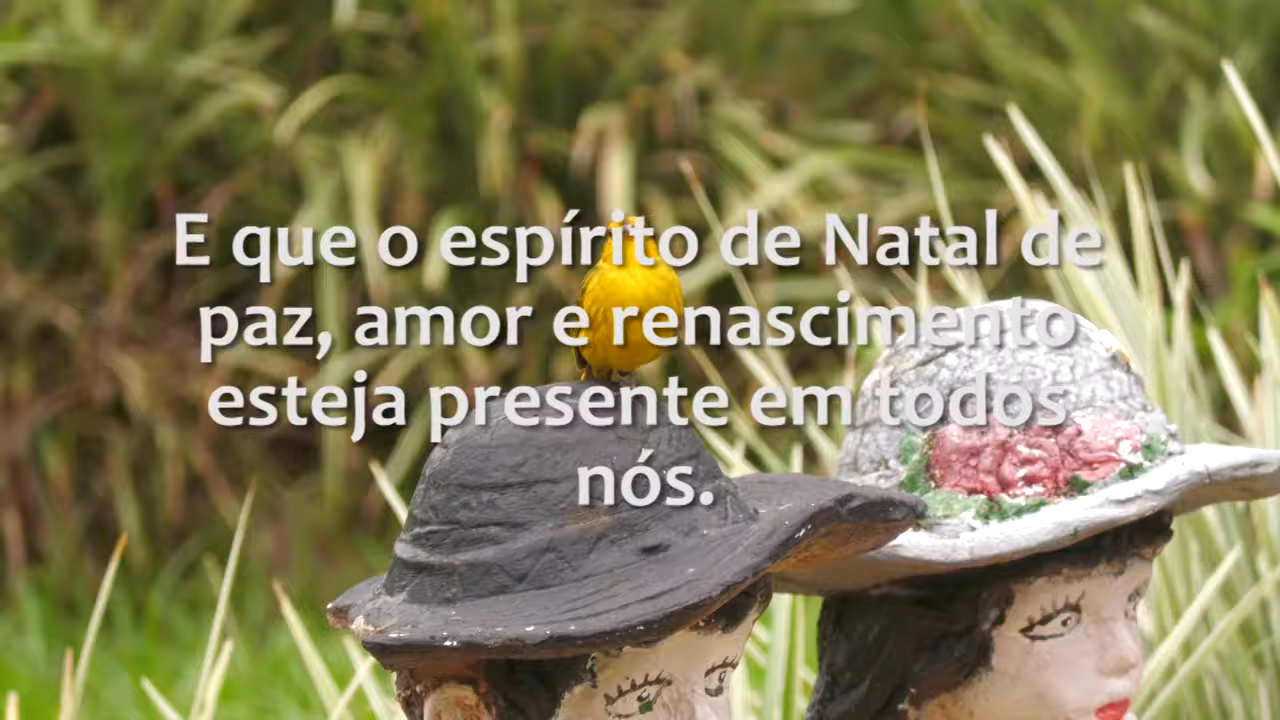 E que o espírito de Natal de
paz, amor e renascimento
esteja presente em todos
nós.